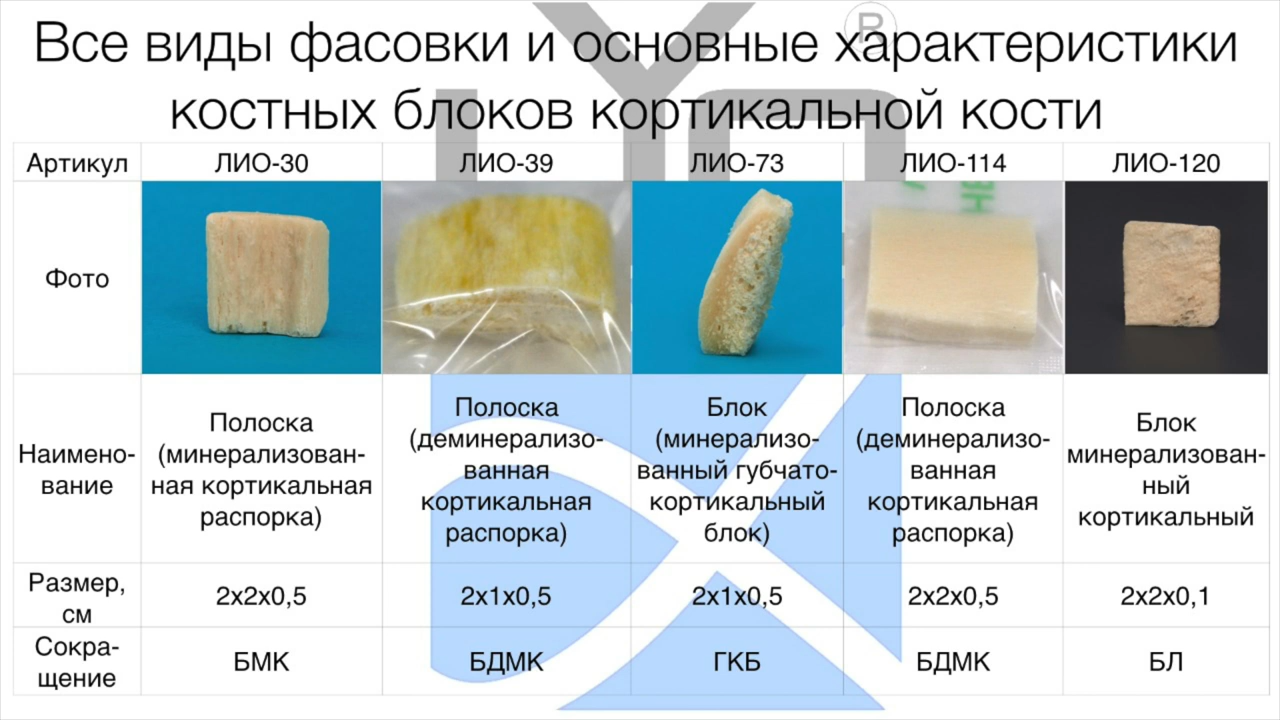 Все виды фасовки и основные характеристики
костных блоков кортикальной кости
Артикул
ЛИО-30
ЛИО-39
ЛИО-73
ЛИО-114
ЛИО-120
Фото
Наимено-
вание
Полоска
(минерализован-
ная кортикальная
распорка)
Полоска
(деминерализо-
ванная
кортикальная
распорка)
Блок
(минерализо-
ванный губчато-
кортикальный
блок)
Полоска
(деминерализо-
ванная
кортикальная
распорка)
Блок
минерализован-
ный
кортикальный
Размер,
см
2х2х0,5
2х1х0,5
2х1х0,5
2х2х0,5
2х2х0,1
Сокра-
щение
БМК
БДМК
ГКБ
БДМК
БЛ